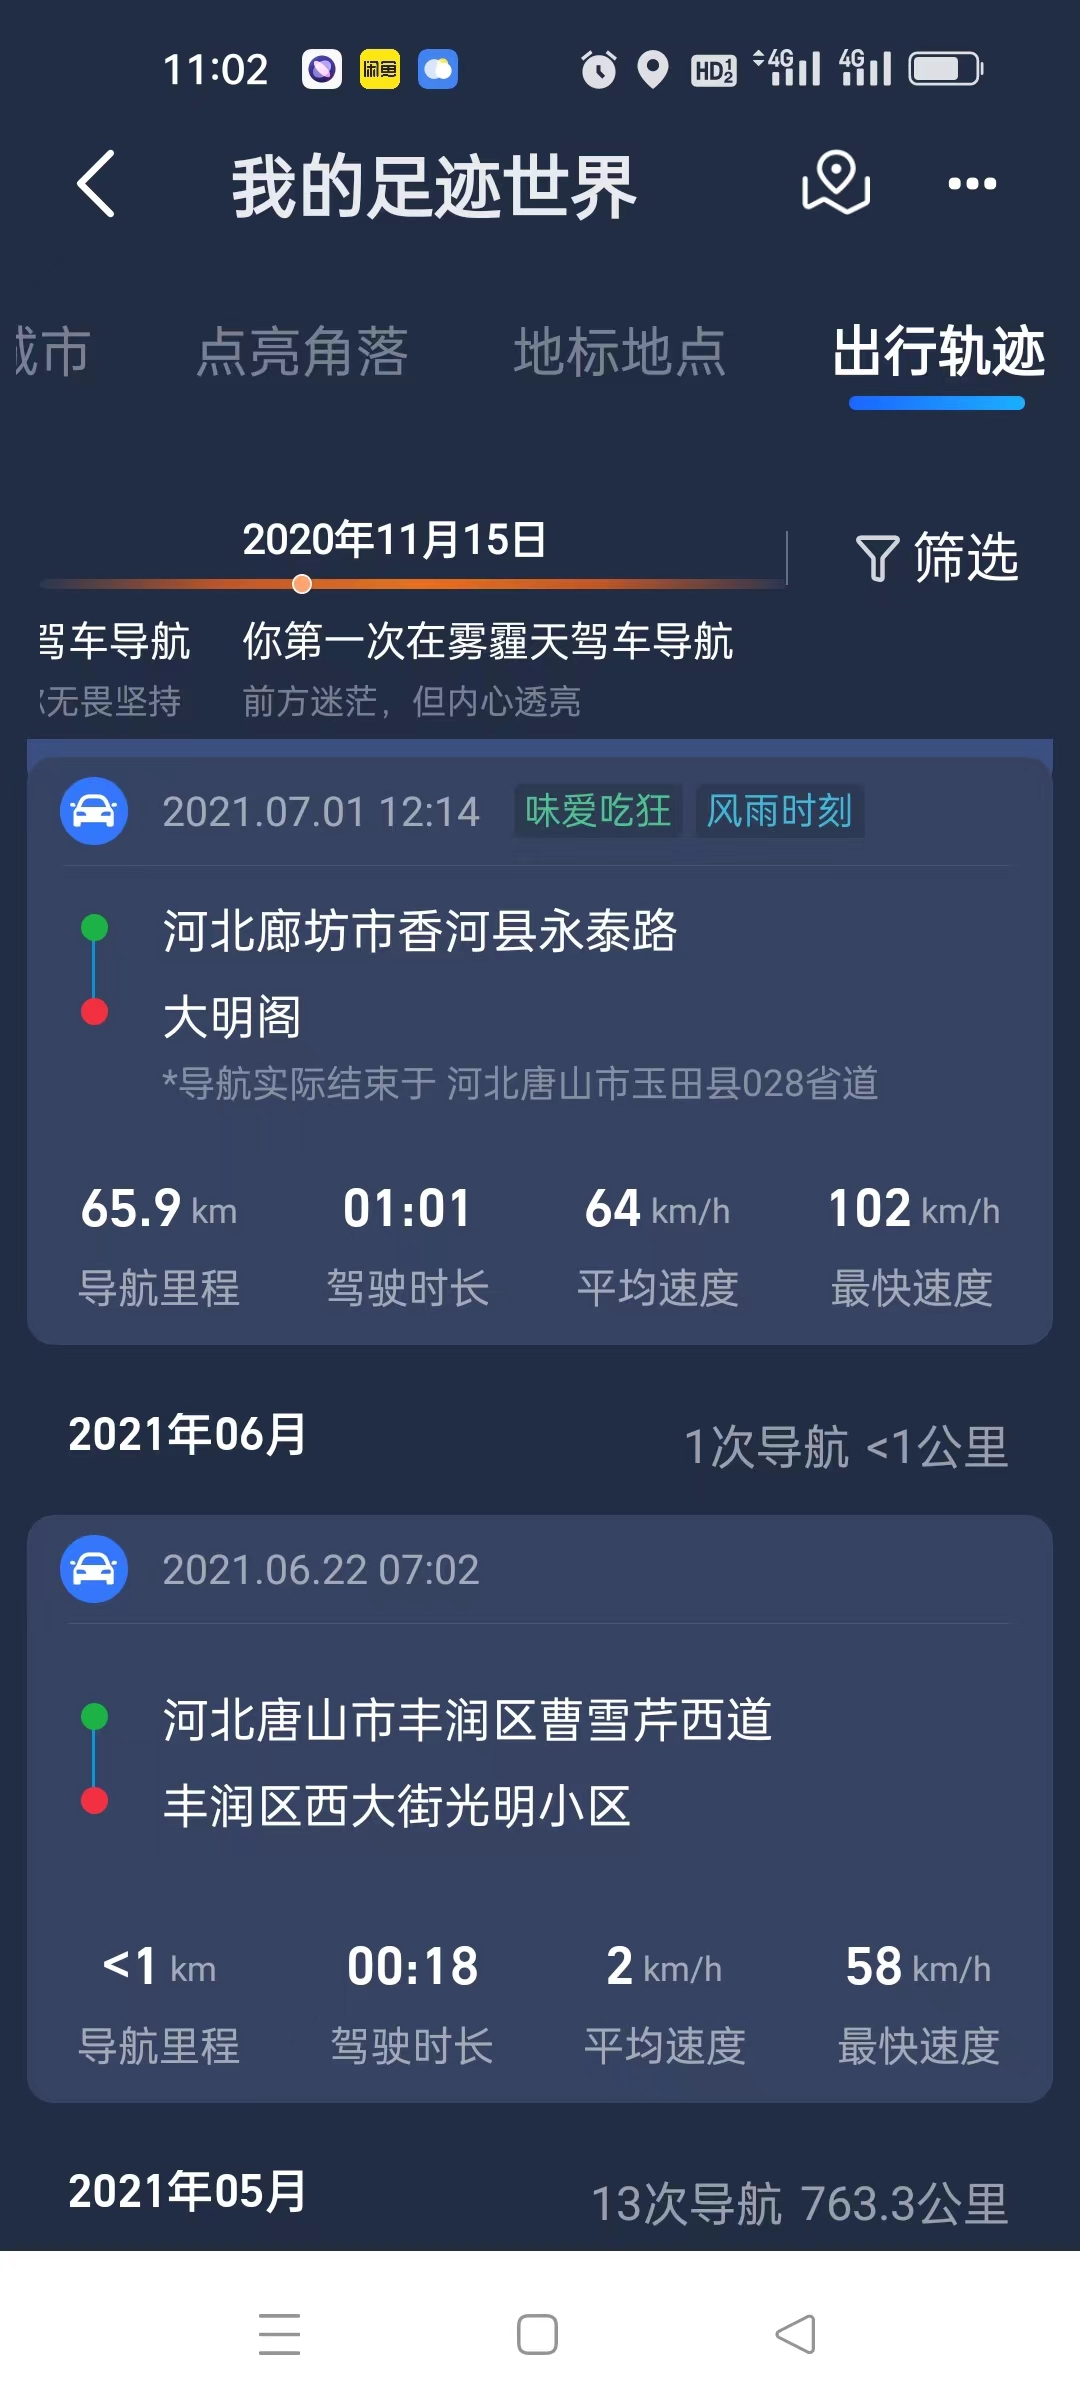 11:02 闲鱼 HD12 4G 4G
我的足迹世界
城市 点亮角落 地标地点 出行轨迹
2020年11月15日
筛选
驾车导航 你第一次在雾霾天驾车导航
无畏坚持 前方迷茫，但内心透亮
2021.07.01 12:14 味爱吃狂 风雨时刻
河北廊坊市香河县永泰路
大明阁
*导航实际结束于 河北唐山市玉田县028省道
65.9 km 01:01 64 km/h 102 km/h
导航里程 驾驶时长 平均速度 最快速度
2021年06月 1次导航 <1公里
2021.06.22 07:02
河北唐山市丰润区曹雪芹西道
丰润区西大街光明小区
<1 km 00:18 2 km/h 58 km/h
导航里程 驾驶时长 平均速度 最快速度
2021年05月 13次导航 763.3公里